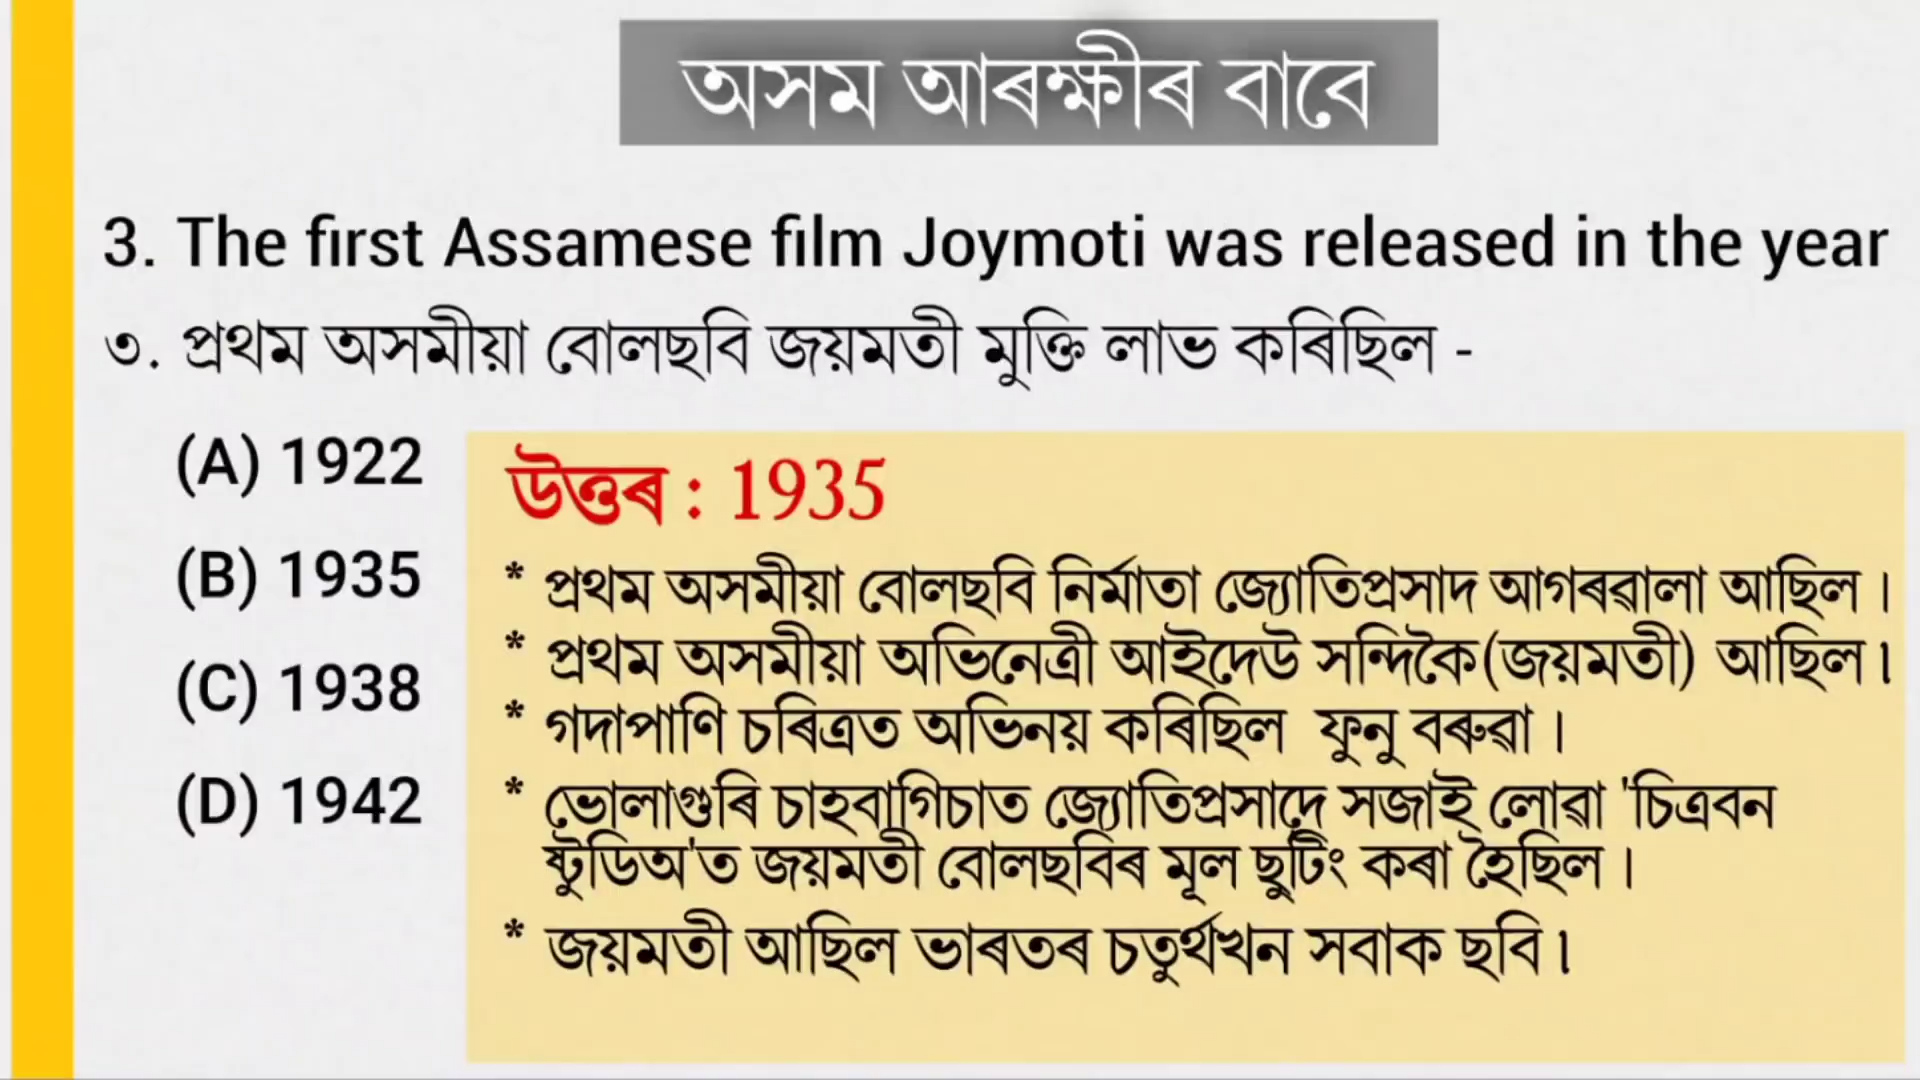 অসম আৰক্ষীৰ বাবে
3. The first Assamese film Joymoti was released in the year
৩. প্ৰথম অসমীয়া বোলছবি জয়মতী মুক্তি লাভ কৰিছিল -
(A) 1922
(B) 1935
(C) 1938
(D) 1942
উত্তৰ : 1935
* প্ৰথম অসমীয়া বোলছবি নিৰ্মাতা জ্যোতিপ্ৰসাদ আগৰৱালা আছিল ।
* প্ৰথম অসমীয়া অভিনেত্ৰী আইদেউ সন্দিকৈ(জয়মতী) আছিল।
* গদাপাণি চৰিত্ৰত অভিনয় কৰিছিল ফুনু বৰুৱা ।
* ভোলাগুৰি চাহবাগিচাত জ্যোতিপ্ৰসাদে সজাই লোৱা 'চিত্ৰবন
ষ্টুডিঅ'ত জয়মতী বোলছবিৰ মূল ছুটিং কৰা হৈছিল ।
* জয়মতী আছিল ভাৰতৰ চতুৰ্থখন সবাক ছবি।